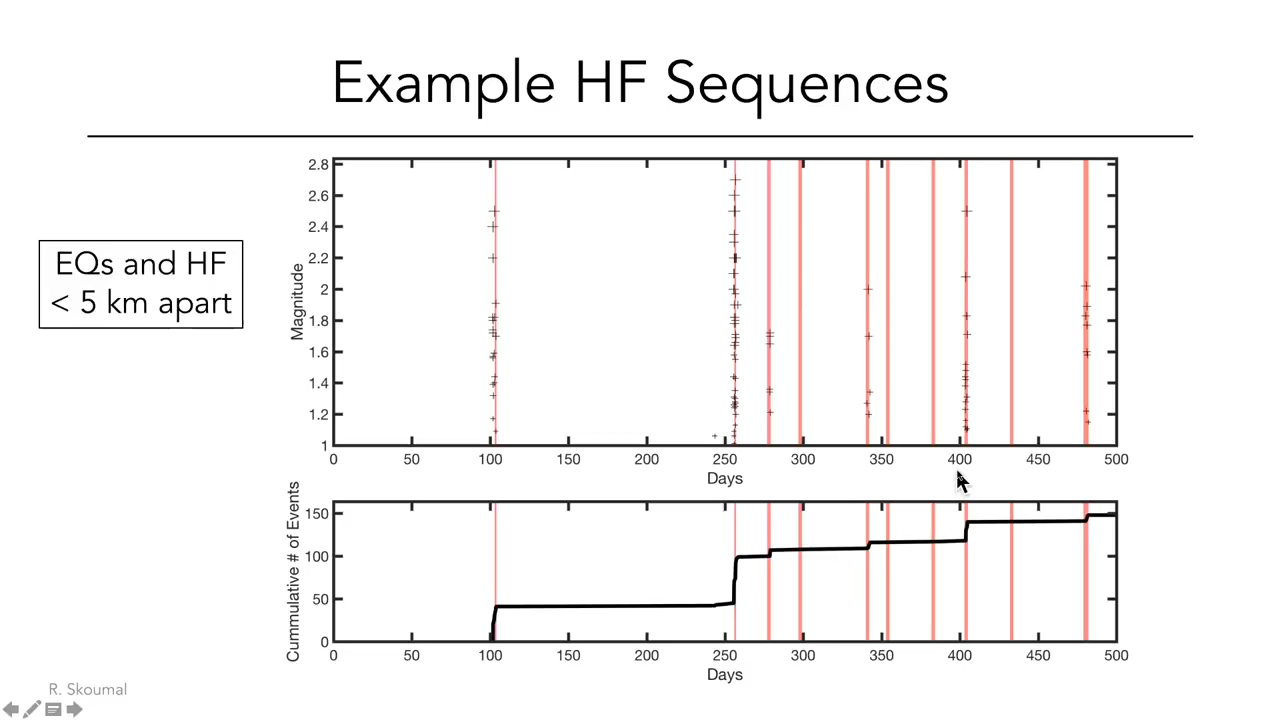 Example HF Sequences
EQs and HF
< 5 km apart
Magnitude
2.8
2.6
2.4
2.2
2
1.8
1.6
1.4
1.2
1
0 50 100 150 200 250 300 350 400 450 500
Days
Cummulative # of Events
150
100
50
0
0 50 100 150 200 250 300 350 400 450 500
Days
R. Skoumal